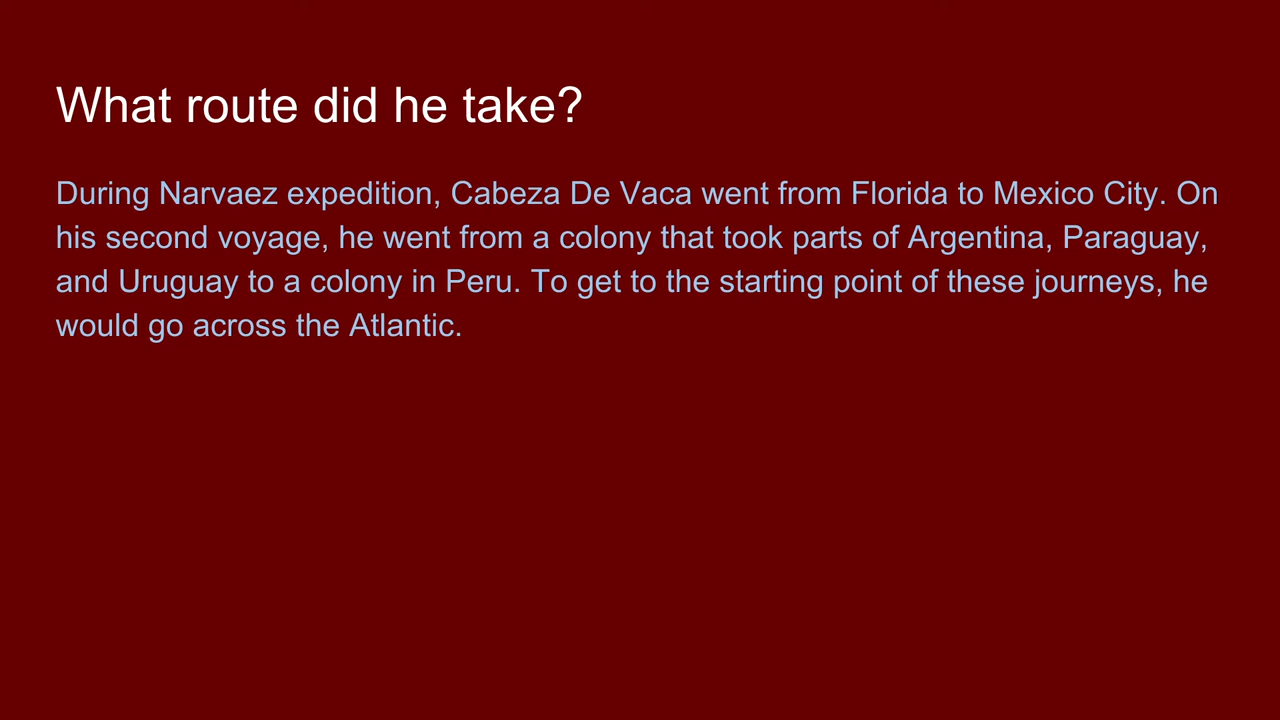 What route did he take?
During Narvaez expedition, Cabeza De Vaca went from Florida to Mexico City. On
his second voyage, he went from a colony that took parts of Argentina, Paraguay,
and Uruguay to a colony in Peru. To get to the starting point of these journeys, he
would go across the Atlantic.